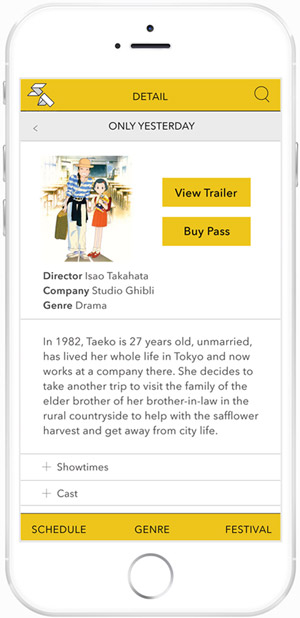 DETAIL
ONLY YESTERDAY
View Trailer
Buy Pass
Director Isao Takahata
Company Studio Ghibli
Genre Drama
In 1982, Taeko is 27 years old, unmarried,
has lived her whole life in Tokyo and now
works at a company there. She decides to
take another trip to visit the family of the
elder brother of her brother-in-law in the
rural countryside to help with the safflower
harvest and get away from city life.
Showtimes
Cast
SCHEDULE GENRE FESTIVAL